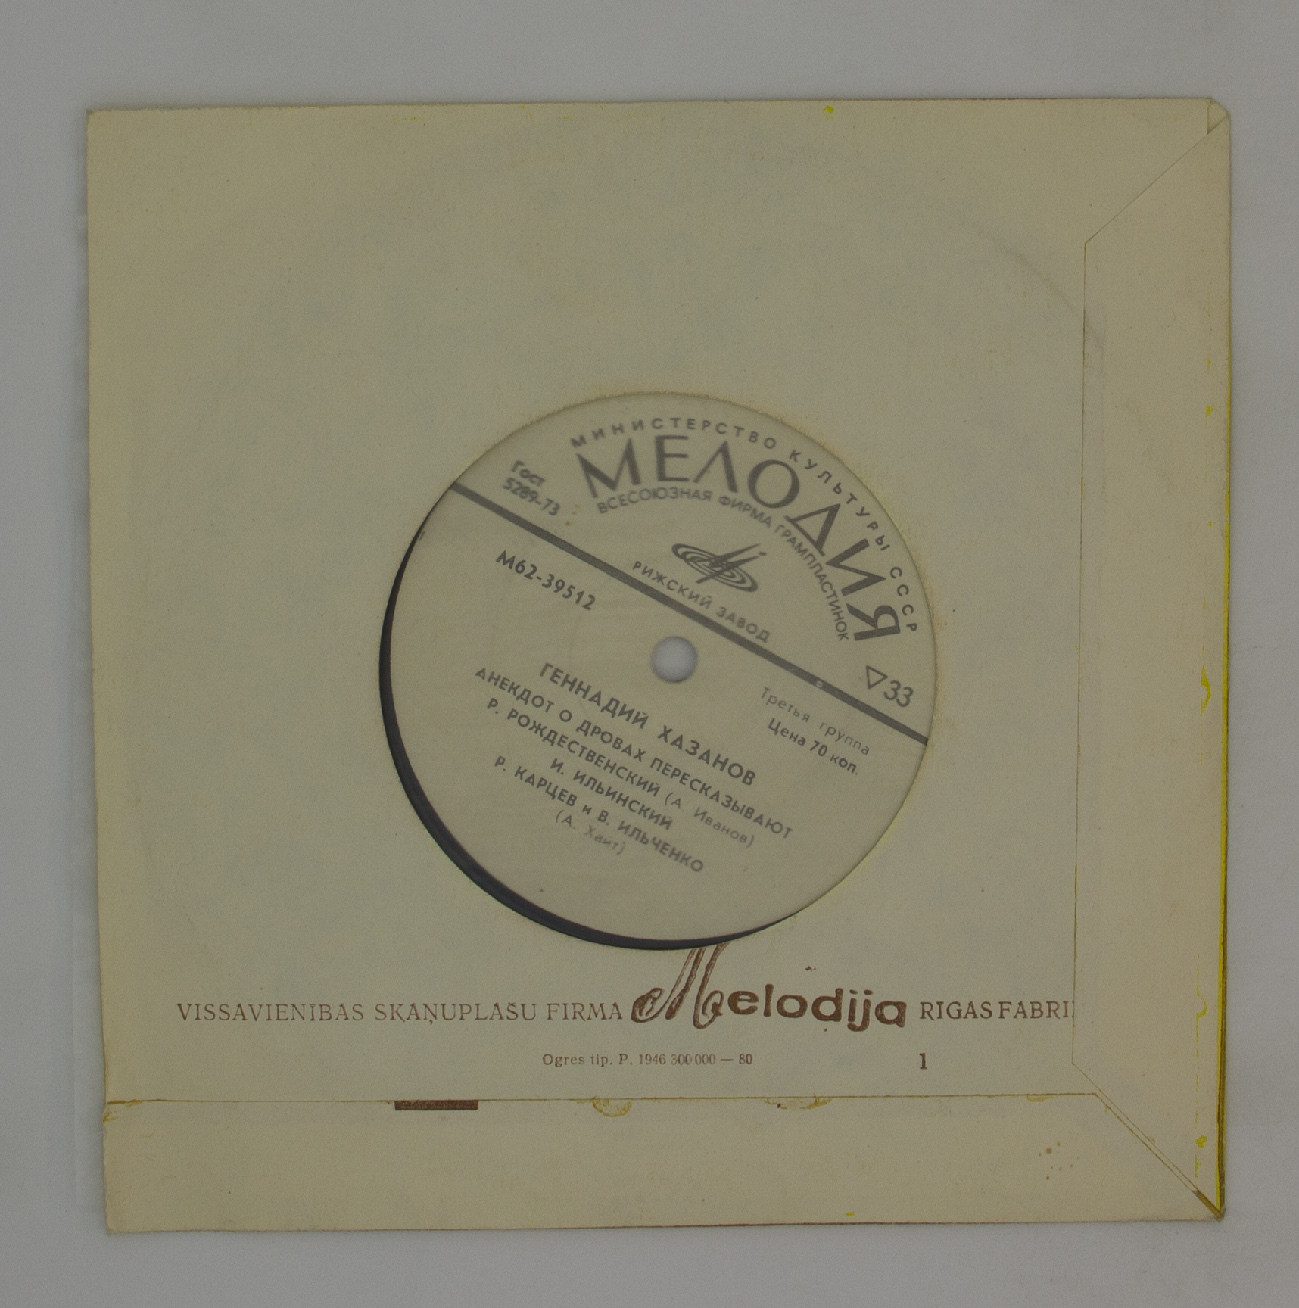 МИНИСТЕРСТВО КУЛЬТУРЫ СССР
МЕЛОДИЯ
ВСЕСОЮЗНАЯ ФИРМА ГРАМПЛАСТИНОК
Гост
5289-73
РИЖСКИЙ ЗАВОД
М62-39512
33
Третья группа
Цена 70 коп.
ГЕННАДИЙ ХАЗАНОВ
АНЕКДОТ О ДРОВАХ ПЕРЕСКАЗЫВАЮТ
Р. РОЖДЕСТВЕНСКИЙ (А. Иванов)
И. ИЛЬИНСКИЙ
Р. КАРЦЕВ и В. ИЛЬЧЕНКО
(А. Хайт)
VISSAVIENIBAS SKAŅUPLAŠU FIRMA Melodija RIGAS FABRI
Ogres tip. P. 1946 300 000 — 80
1